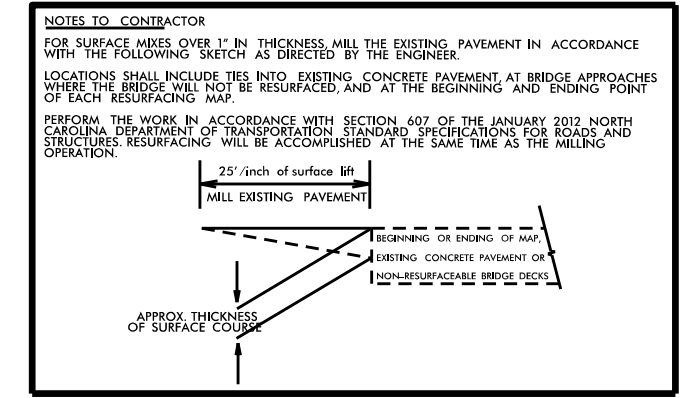 NOTES TO CONTRACTOR
FOR SURFACE MIXES OVER 1" IN THICKNESS, MILL THE EXISTING PAVEMENT IN ACCORDANCE
WITH THE FOLLOWING SKETCH AS DIRECTED BY THE ENGINEER.
LOCATIONS SHALL INCLUDE TIES INTO EXISTING CONCRETE PAVEMENT, AT BRIDGE APPROACHES
WHERE THE BRIDGE WILL NOT BE RESURFACED, AND AT THE BEGINNING AND ENDING POINT
OF EACH RESURFACING MAP.
PERFORM THE WORK IN ACCORDANCE WITH SECTION 607 OF THE JANUARY 2012 NORTH
CAROLINA DEPARTMENT OF TRANSPORTATION STANDARD SPECIFICATIONS FOR ROADS AND
STRUCTURES. RESURFACING WILL BE ACCOMPLISHED AT THE SAME TIME AS THE MILLING
OPERATION.
25'/inch of surface lift
MILL EXISTING PAVEMENT
BEGINNING OR ENDING OF MAP,
EXISTING CONCRETE PAVEMENT OR
NON-RESURFACEABLE BRIDGE DECKS
APPROX. THICKNESS
OF SURFACE COURSE